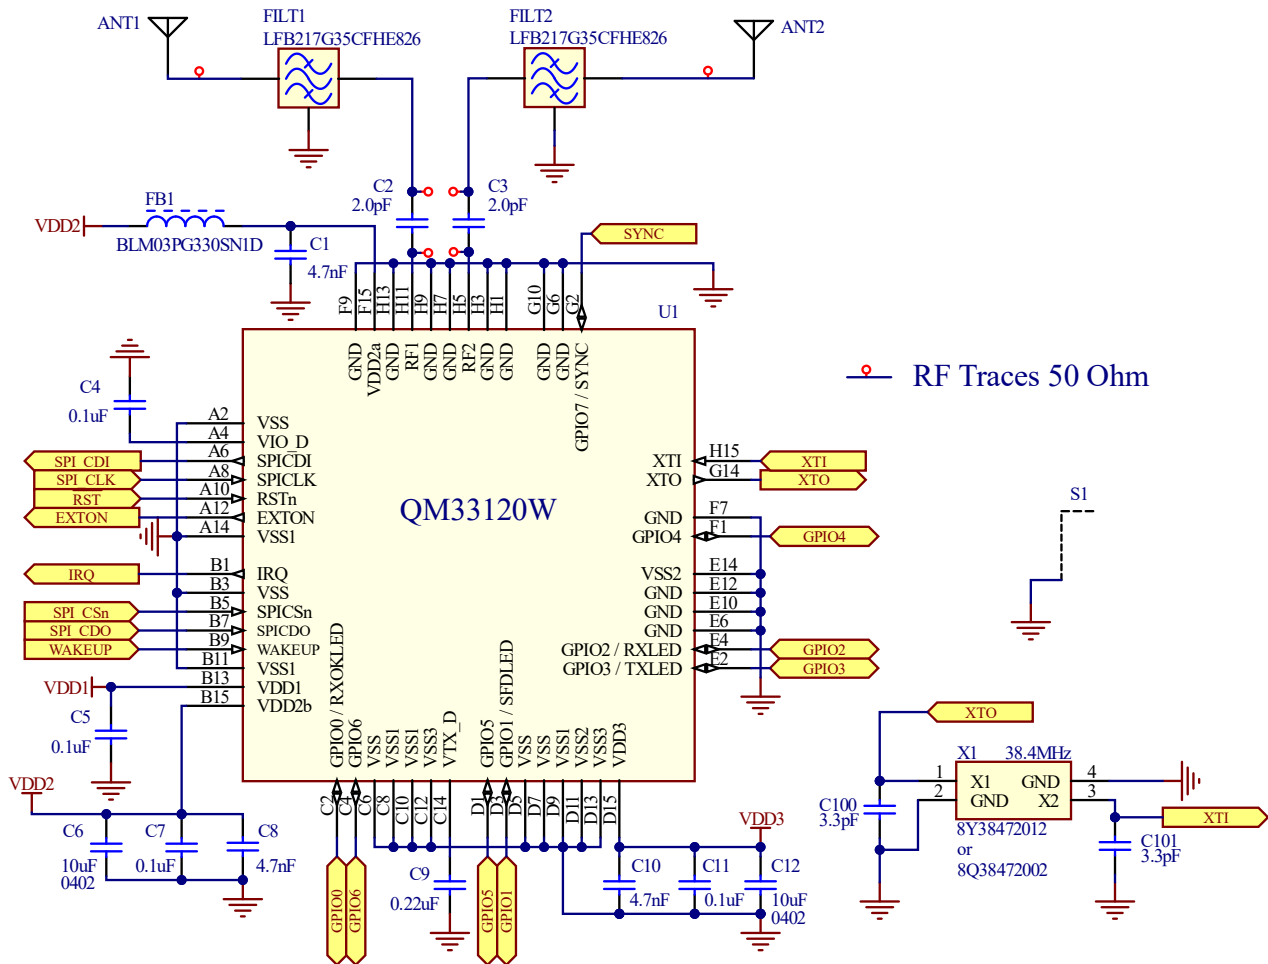 ANT1
FILT1
LFB217G35CFHE826
FILT2
LFB217G35CFHE826
ANT2
C2
2.0pF
C3
2.0pF
FB1
VDD2
BLM03PG330SN1D
C1
4.7nF
SYNC
F9
F15
H13
H11
H9
H7
H5
H3
H1
G10
G6
G2
U1
GND
VDD2a
GND
RF1
GND
GND
RF2
GND
GND
GND
GND
GPIO7 / SYNC
RF Traces 50 Ohm
C4
0.1uF
A2 VSS
A4 VIO_D
SPI_CDI A6 SPICDI
SPI_CLK A8 SPICLK
RST A10 RSTn
EXTON A12 EXTON
A14 VSS1
IRQ B1 IRQ
B3 VSS
SPI_CSn B5 SPICSn
SPI_CDO B7 SPICDO
WAKEUP B9 WAKEUP
B11 VSS1
VDD1 B13 VDD1
B15 VDD2b
QM33120W
XTI H15 XTI
XTO G14 XTO
GND F7
GPIO4 F1 GPIO4
VSS2 E14
GND E12
GND E10
GND E6
GPIO2 / RXLED E4 GPIO2
GPIO3 / TXLED E2 GPIO3
S1
C5
0.1uF
VDD2
C6
10uF
0402
C7
0.1uF
C8
4.7nF
GPIO0 / RXOKLED
GPIO6
VSS
VSS1
VSS1
VSS3
VTX_D
GPIO5
GPIO1 / SFDLED
VSS
VSS
VSS1
VSS2
VSS3
VDD3
C2
C4
C6
C8
C10
C12
C14
D1
D3
D5
D7
D9
D11
D13
D15
GPIO0
GPIO6
GPIO5
GPIO1
C9
0.22uF
VDD3
C10
4.7nF
C11
0.1uF
C12
10uF
0402
XTO
X1 38.4MHz
1 X1 GND 4
2 GND X2 3
8Y38472012
or
8Q38472002
C100
3.3pF
XTI
C101
3.3pF